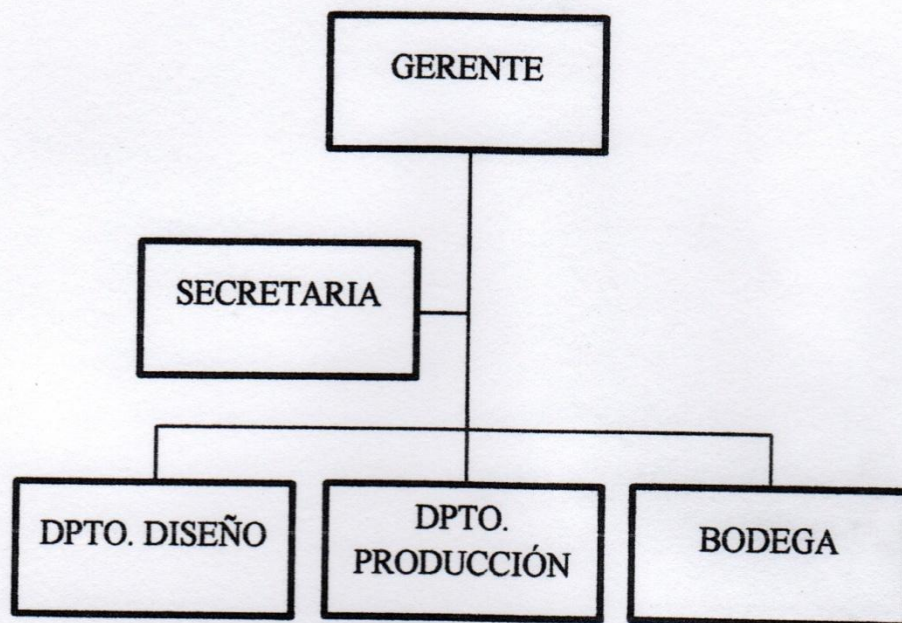 GERENTE
SECRETARIA
DPTO. DISEÑO
DPTO.
PRODUCCIÓN
BODEGA